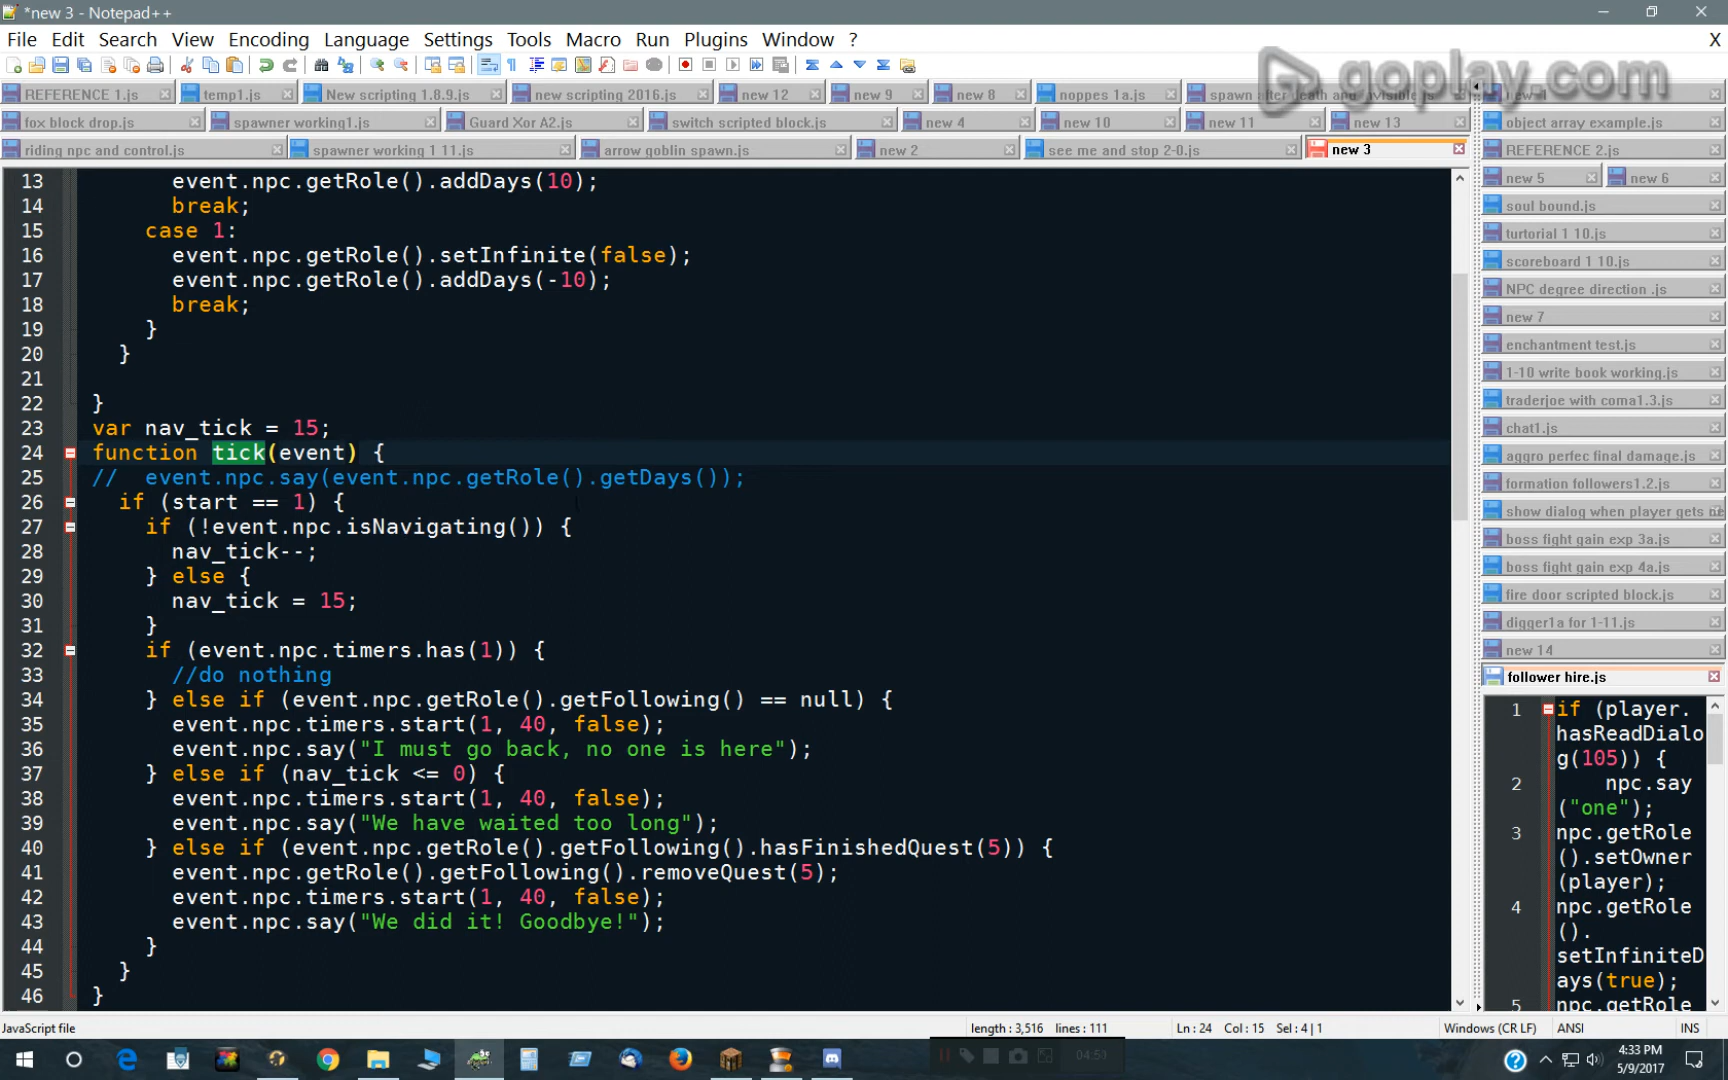 *new 3 - Notepad++
File Edit Search View Encoding Language Settings Tools Macro Run Plugins Window ? X
goplay.com
REFERENCE 1.js temp1.js New scripting 1.8.9.js new scripting 2016.js new 12 new 9 new 8 noppes 1a.js spawn after death and
fox block drop.js spawner working1.js Guard Xor A2.js switch scripted block.js new 4 new 10 new 11 new 13
riding npc and control.js spawner working 1 11.js arrow goblin spawn.js new 2 see me and stop 2-0.js new 3
13 event.npc.getRole().addDays(10);
14 break;
15 case 1:
16 event.npc.getRole().setInfinite(false);
17 event.npc.getRole().addDays(-10);
18 break;
19 }
20 }
21
22 }
23 var nav_tick = 15;
24 function tick(event) {
25 // event.npc.say(event.npc.getRole().getDays());
26 if (start == 1) {
27 if (!event.npc.isNavigating()) {
28 nav_tick--;
29 } else {
30 nav_tick = 15;
31 }
32 if (event.npc.timers.has(1)) {
33 //do nothing
34 } else if (event.npc.getRole().getFollowing() == null) {
35 event.npc.timers.start(1, 40, false);
36 event.npc.say("I must go back, no one is here");
37 } else if (nav_tick <= 0) {
38 event.npc.timers.start(1, 40, false);
39 event.npc.say("We have waited too long");
40 } else if (event.npc.getRole().getFollowing().hasFinishedQuest(5)) {
41 event.npc.getRole().getFollowing().removeQuest(5);
42 event.npc.timers.start(1, 40, false);
43 event.npc.say("We did it! Goodbye!");
44 }
45 }
46 }
object array example.js
REFERENCE 2.js
new 5 new 6
soul bound.js
turtorial 1 10.js
scoreboard 1 10.js
NPC degree direction .js
new 7
enchantment test.js
1-10 write book working.js
traderjoe with coma1.3.js
chat1.js
aggro perfec final damage.js
formation followers1.2.js
show dialog when player gets ne
boss fight gain exp 3a.js
boss fight gain exp 4a.js
fire door scripted block.js
digger1a for 1-11.js
new 14
follower hire.js
1 if (player.
hasReadDialo
g(105)) {
2 npc.say
("one");
3 npc.getRole
().setOwner
(player);
4 npc.getRole
().
setInfiniteD
ays(true);
5 npc.getRole
JavaScript file length : 3,516 lines : 111 Ln : 24 Col : 15 Sel : 4 | 1 Windows (CR LF) ANSI INS
04:59
4:33 PM
5/9/2017